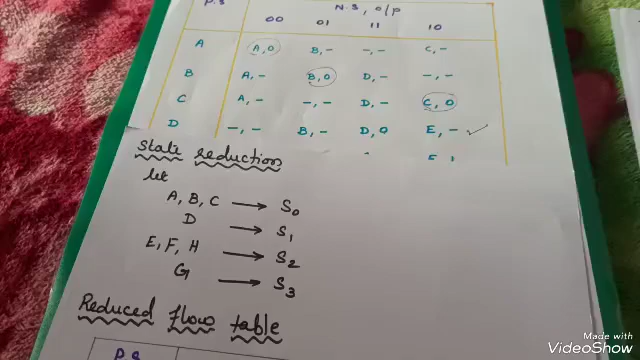 P.S N.S, o/p
00 01 11 10
A A,0 B,- -,- C,-
B A,- B,0 D,- -,-
C A,- -,- D,- C,0
D -,- B,- D,0 E,- ✓
State reduction
let
A, B, C → S0
D → S1
E, F, H → S2
G → S3
Reduced flow table
P.S
Made with
VideoShow